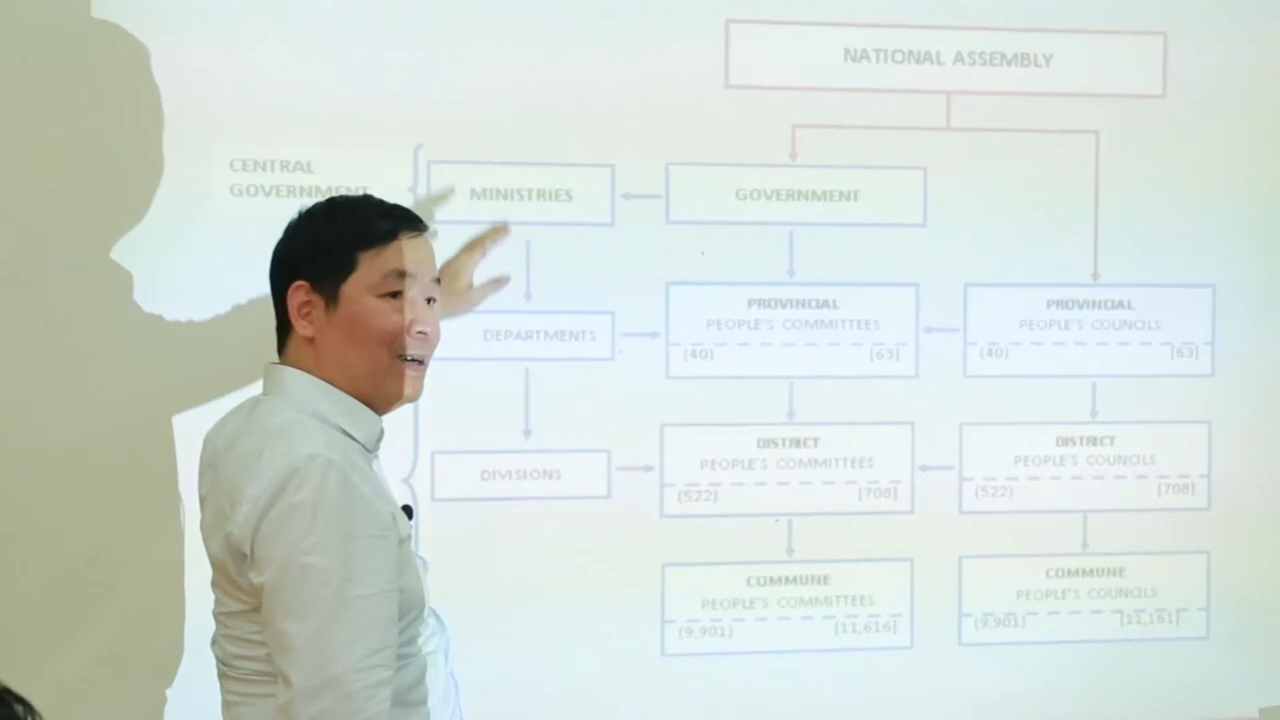 NATIONAL ASSEMBLY
CENTRAL
GOVERNMENT
MINISTRIES
GOVERNMENT
DEPARTMENTS
PROVINCIAL
PEOPLE'S COMMITTEES
(40) [63]
PROVINCIAL
PEOPLE'S COUNCILS
(40) [63]
DIVISIONS
DISTRICT
PEOPLE'S COMMITTEES
(522) [708]
DISTRICT
PEOPLE'S COUNCILS
(522) [708]
COMMUNE
PEOPLE'S COMMITTEES
(9,901) [11,616]
COMMUNE
PEOPLE'S COUNCILS
(9,901) [11,161]